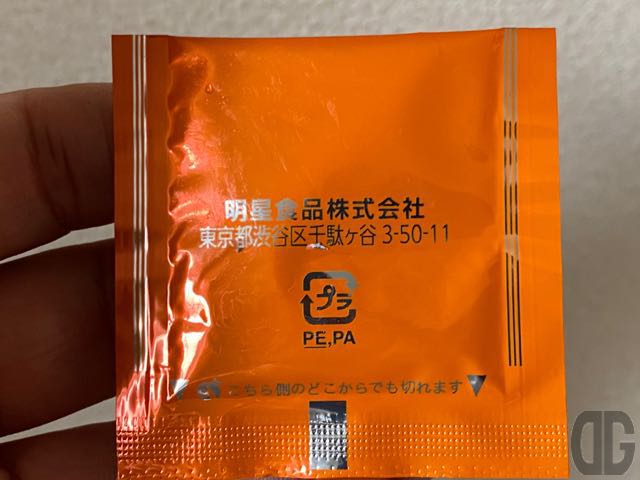 明星食品株式会社
東京都渋谷区千駄ヶ谷 3-50-11
プラ
PE,PA
こちら側のどこからでも切れます
DG